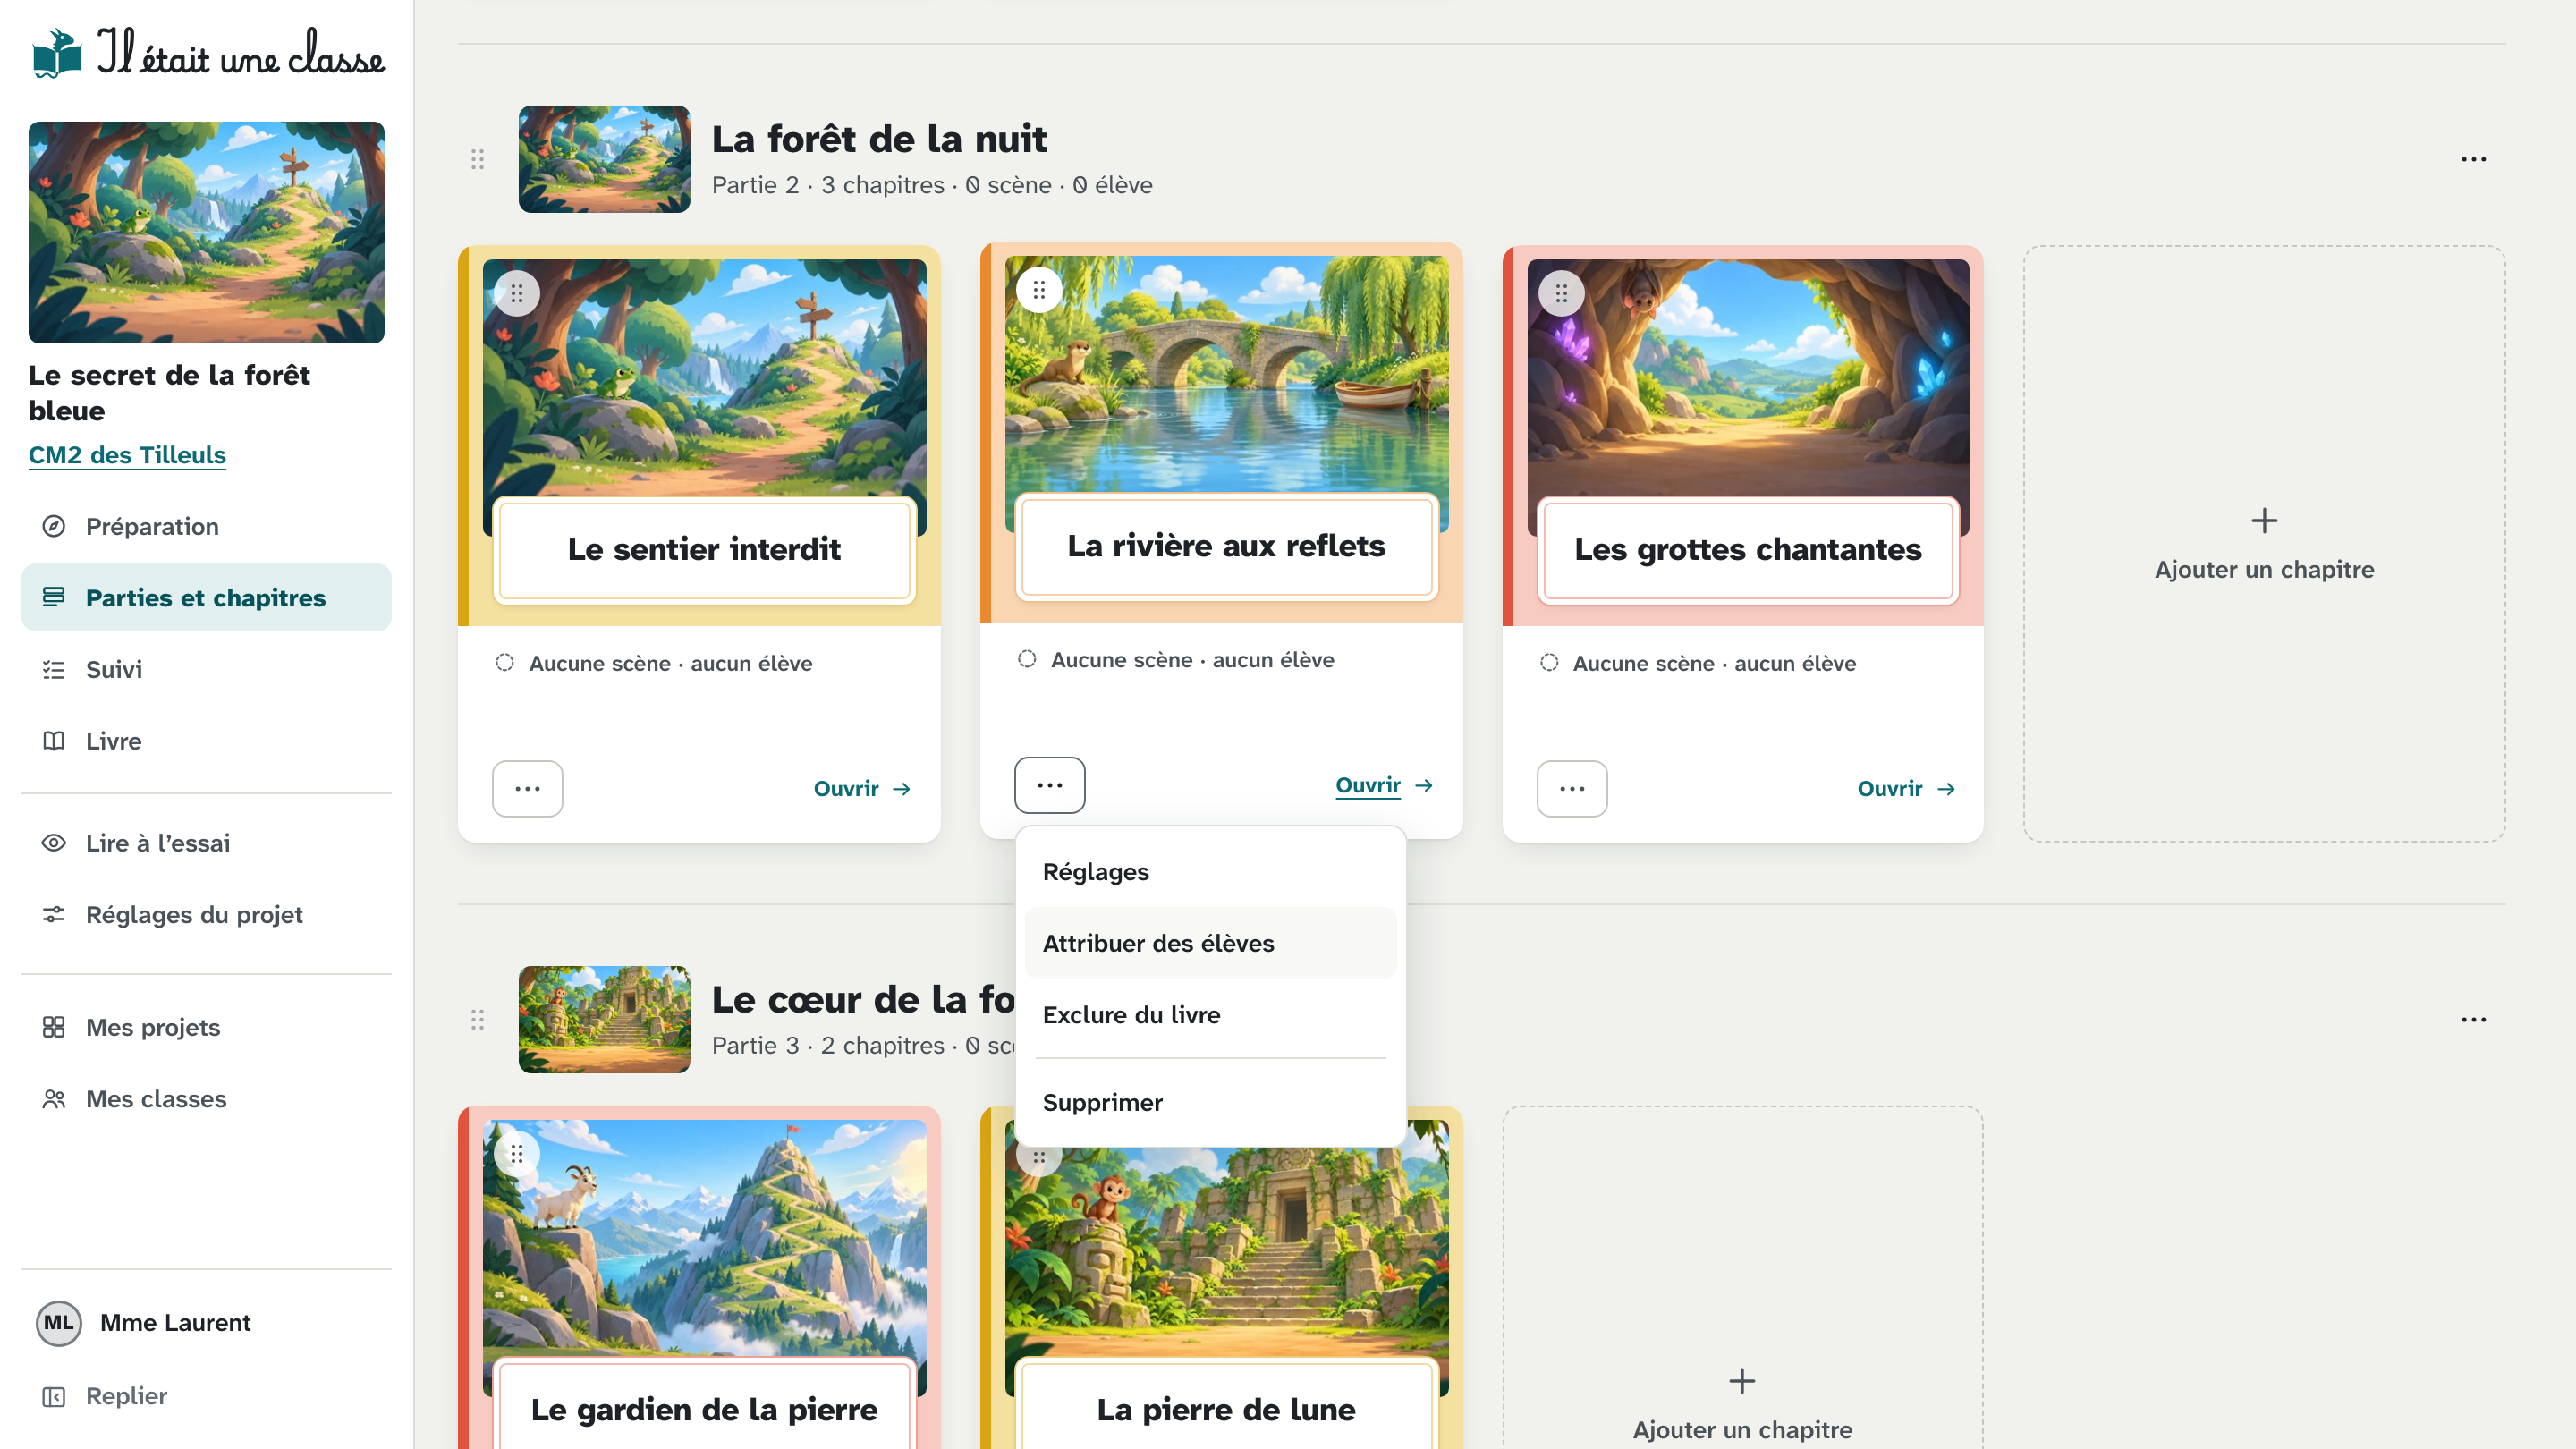 Il était une classe
Le secret de la forêt
bleue
CM2 des Tilleuls
Préparation
Parties et chapitres
Suivi
Livre
Lire à l’essai
Réglages du projet
Mes projets
Mes classes
ML
Mme Laurent
Replier
La forêt de la nuit
Partie 2 · 3 chapitres · 0 scène · 0 élève
Le sentier interdit
Aucune scène · aucun élève
Ouvrir
La rivière aux reflets
Aucune scène · aucun élève
Ouvrir
Les grottes chantantes
Aucune scène · aucun élève
Ouvrir
Ajouter un chapitre
Réglages
Attribuer des élèves
Exclure du livre
Supprimer
Le cœur de la fo
Partie 3 · 2 chapitres · 0 sc
Le gardien de la pierre
La pierre de lune
Ajouter un chapitre